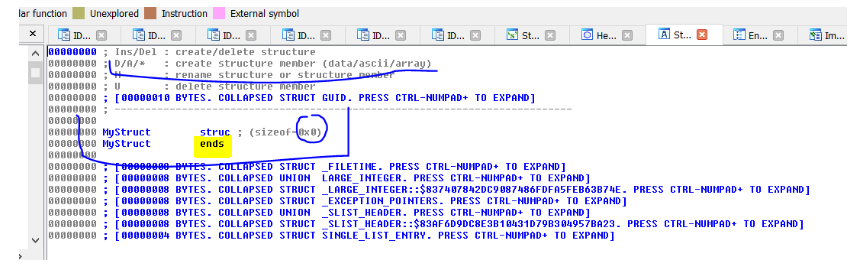 lar function Unexplored Instruction External symbol
ID... ID... ID... ID... ID... ID... St... He... St... En... Im...
00000000 ; Ins/Del : create/delete structure
00000000 ; D/A/* : create structure member (data/ascii/array)
00000000 ; N : rename structure or structure member
00000000 ; U : delete structure member
00000000 ; [00000010 BYTES. COLLAPSED STRUCT GUID. PRESS CTRL-NUMPAD+ TO EXPAND]
00000000 ; ---------------------------------------------------------------------------
00000000
00000000 MyStruct struc ; (sizeof=0x0)
00000000 MyStruct ends
00000000
00000000 ; [00000008 BYTES. COLLAPSED STRUCT _FILETIME. PRESS CTRL-NUMPAD+ TO EXPAND]
00000000 ; [00000008 BYTES. COLLAPSED UNION LARGE_INTEGER. PRESS CTRL-NUMPAD+ TO EXPAND]
00000000 ; [00000008 BYTES. COLLAPSED STRUCT _LARGE_INTEGER::$837407842DC9087486FDFA5FEB63B74E. PRESS CTRL-NUMPAD+ TO EXPAND]
00000000 ; [00000008 BYTES. COLLAPSED STRUCT _EXCEPTION_POINTERS. PRESS CTRL-NUMPAD+ TO EXPAND]
00000000 ; [00000008 BYTES. COLLAPSED UNION _SLIST_HEADER. PRESS CTRL-NUMPAD+ TO EXPAND]
00000000 ; [00000008 BYTES. COLLAPSED STRUCT _SLIST_HEADER::$83AF6D9DC8E3B10431D79B304957BA23. PRESS CTRL-NUMPAD+ TO EXPAND]
00000000 ; [00000004 BYTES. COLLAPSED STRUCT SINGLE_LIST_ENTRY. PRESS CTRL-NUMPAD+ TO EXPAND]